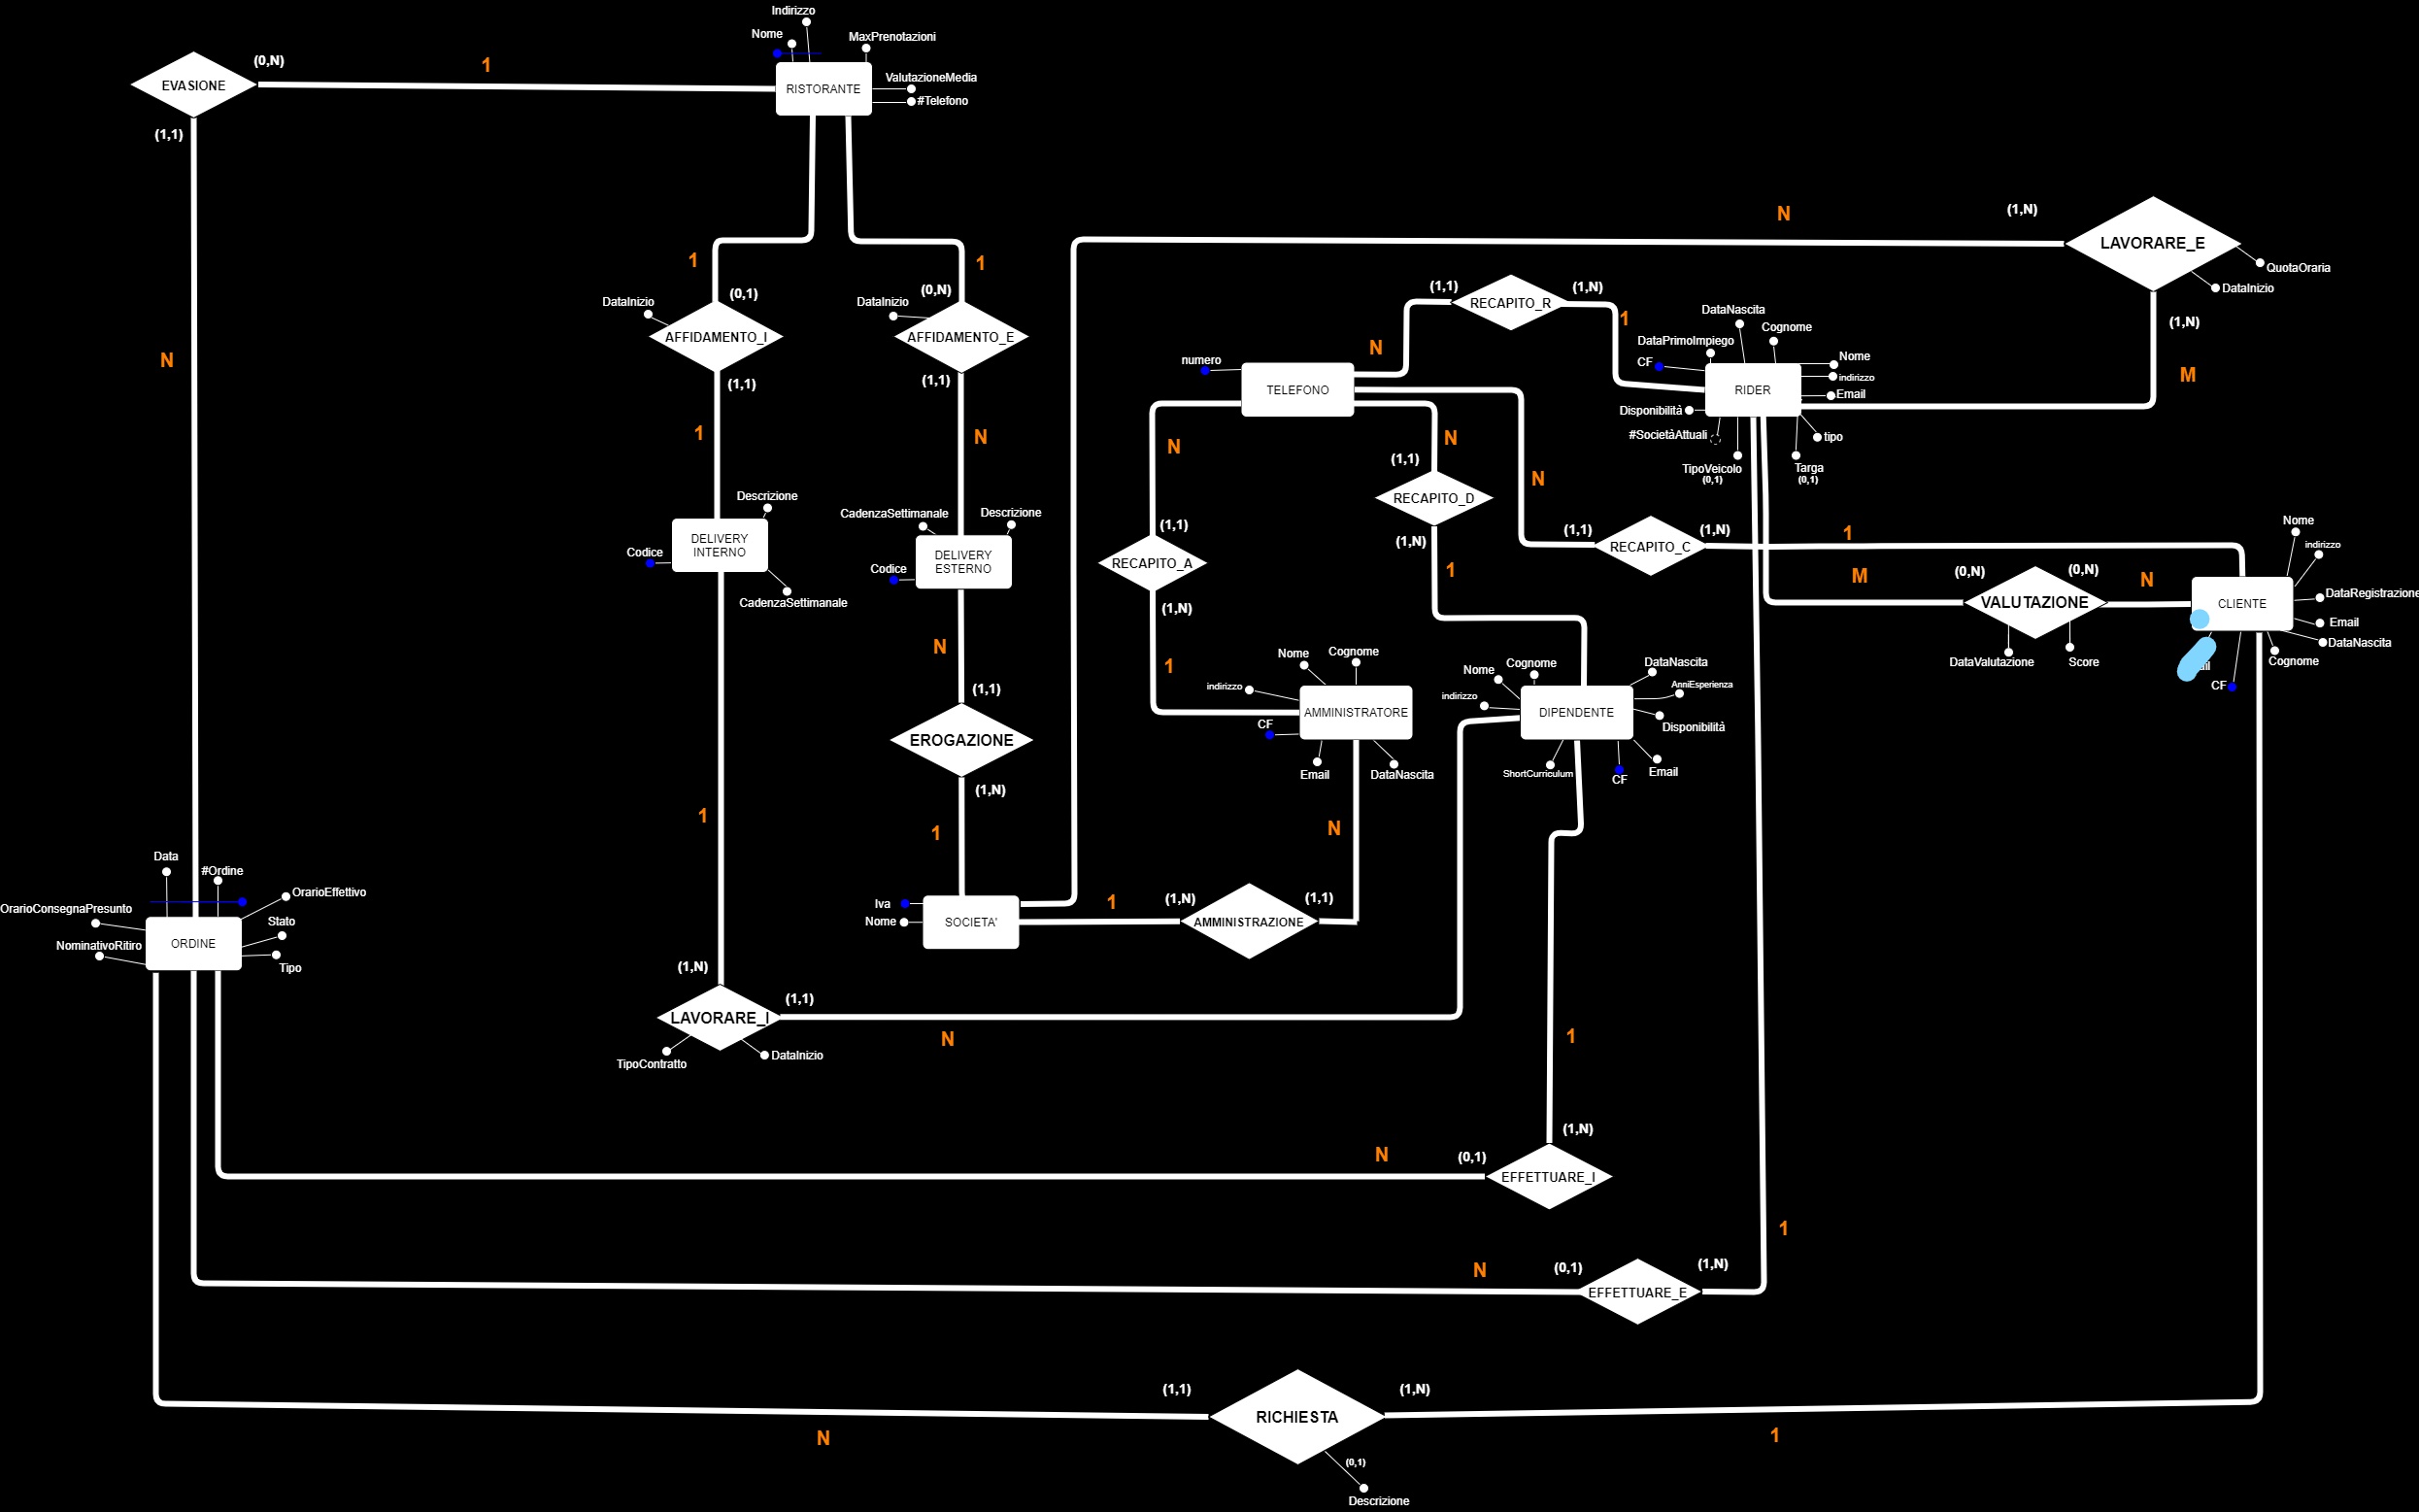 Indirizzo
Nome
MaxPrenotazioni
ValutazioneMedia
#Telefono
RISTORANTE
1
(0,N)
EVASIONE
(1,1)
N
1
(0,1)
DataInizio
AFFIDAMENTO_I
(1,1)
1
1
(0,N)
DataInizio
AFFIDAMENTO_E
(1,1)
N
N
(1,N)
LAVORARE_E
QuotaOraria
DataInizio
(1,N)
M
(1,1)
RECAPITO_R
(1,N)
1
N
numero
TELEFONO
DataNascita
Cognome
DataPrimoImpiego
CF
Nome
indirizzo
Email
RIDER
Disponibilità
#SocietàAttuali
tipo
TipoVeicolo
(0,1)
Targa
(0,1)
N
N
(1,1)
RECAPITO_D
(1,N)
1
N
(1,1)
RECAPITO_C
(1,N)
1
(1,1)
RECAPITO_A
(1,N)
1
Descrizione
DELIVERY
INTERNO
Codice
CadenzaSettimanale
CadenzaSettimanale
Descrizione
DELIVERY
ESTERNO
Codice
N
(1,1)
EROGAZIONE
(1,N)
1
M
(0,N)
VALUTAZIONE
(0,N)
N
DataValutazione
Score
Nome
indirizzo
DataRegistrazione
CLIENTE
Email
DataNascita
Cognome
CF
Nome
Cognome
indirizzo
AMMINISTRATORE
CF
Email
DataNascita
N
Nome
Cognome
DataNascita
AnniEsperienza
indirizzo
DIPENDENTE
Disponibilità
ShortCurriculum
CF
Email
1
Data
#Ordine
OrarioEffettivo
OrarioConsegnaPresunto
Stato
NominativoRitiro
ORDINE
Tipo
Iva
Nome
SOCIETA'
1
(1,N)
AMMINISTRAZIONE
(1,1)
(1,N)
LAVORARE_I
(1,1)
N
TipoContratto
DataInizio
1
(1,N)
N
(0,1)
EFFETTUARE_I
1
N
(0,1)
EFFETTUARE_E
(1,N)
(1,1)
RICHIESTA
(1,N)
N
1
(0,1)
Descrizione